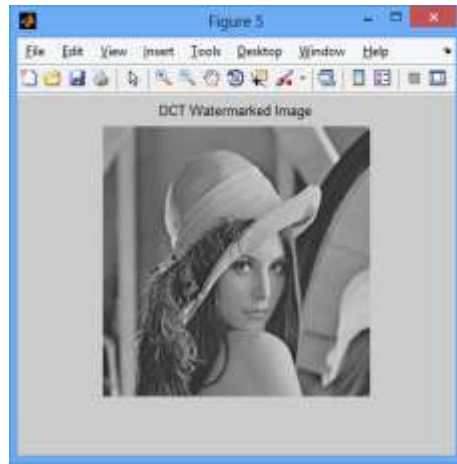 Figure 5
File Edit View Insert Tools Desktop Window Help
DCT Watermarked Image